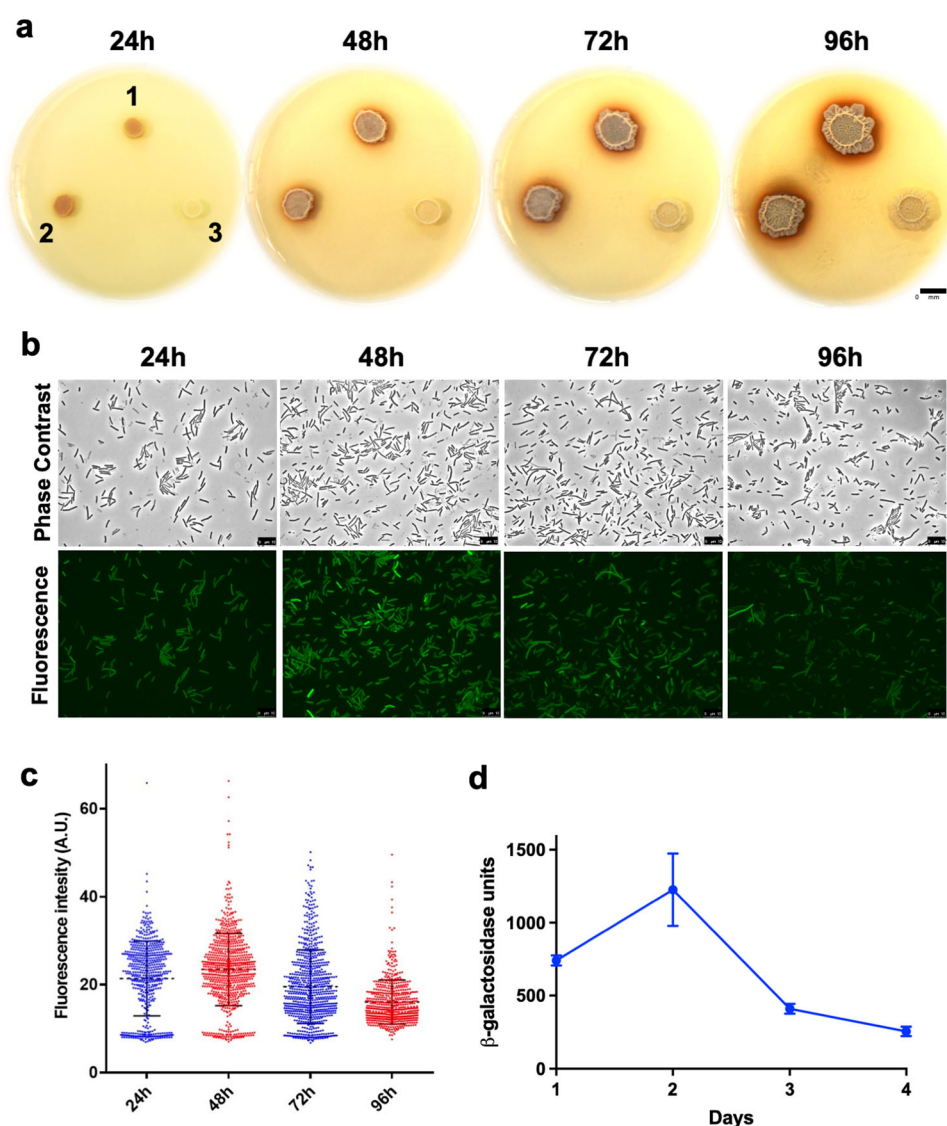 a
24h 48h 72h 96h
1
2
3
0 mm
b
24h 48h 72h 96h
Phase Contrast
Fluorescence
c
Fluorescence intesity (A.U.)
60
40
20
0
24h 48h 72h 96h
d
β-galactosidase units
1500
1000
500
0
1 2 3 4
Days